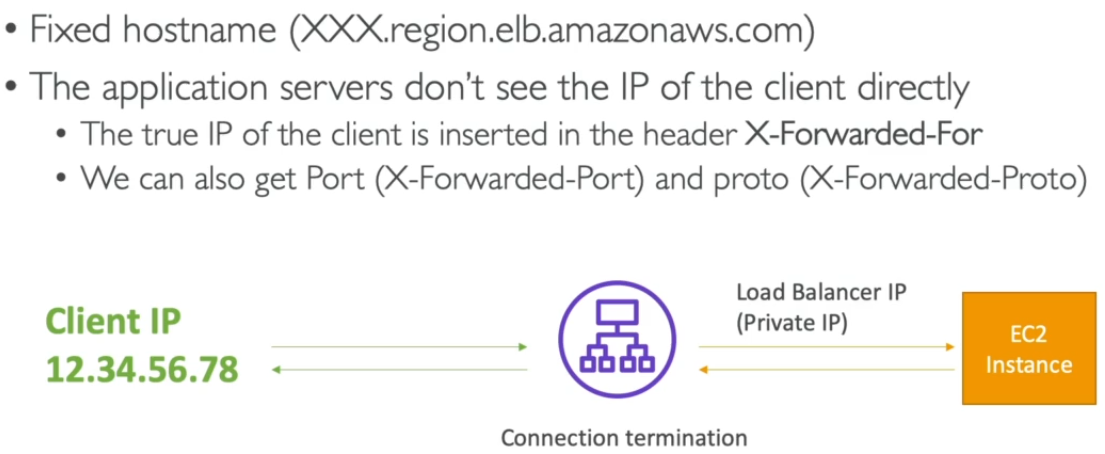 • Fixed hostname (XXX.region.elb.amazonaws.com)
• The application servers don't see the IP of the client directly
• The true IP of the client is inserted in the header X-Forwarded-For
• We can also get Port (X-Forwarded-Port) and proto (X-Forwarded-Proto)
Client IP
12.34.56.78
Load Balancer IP
(Private IP)
EC2
Instance
Connection termination